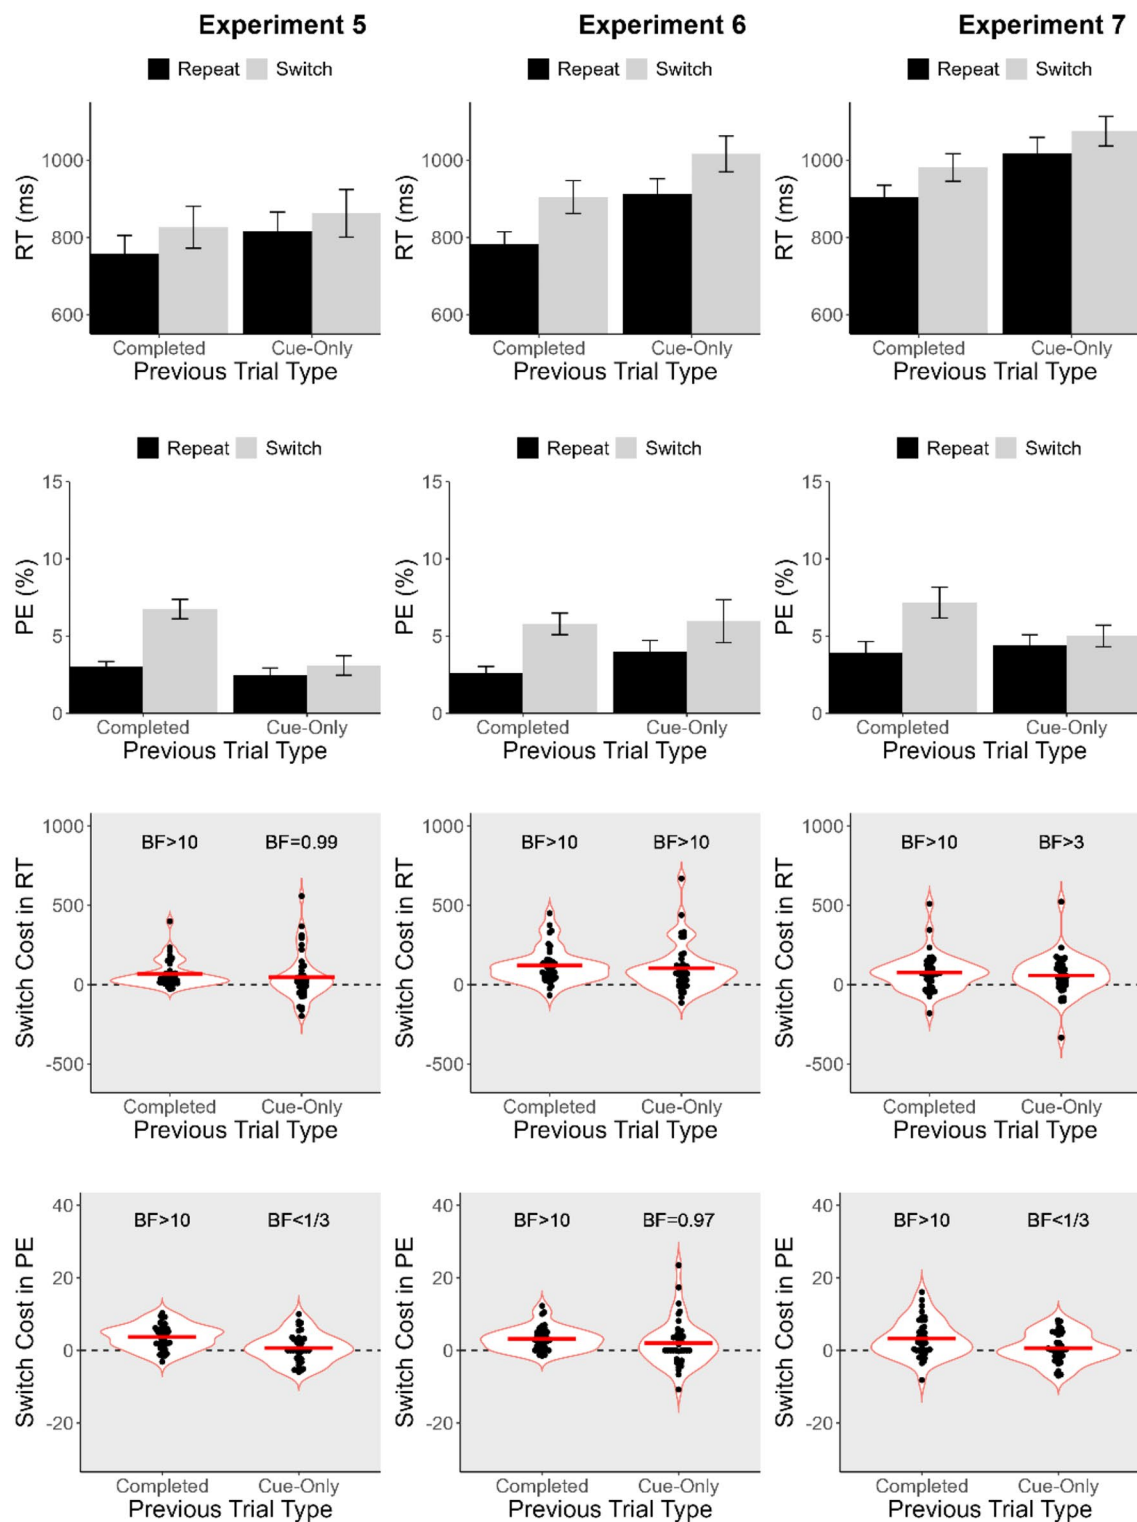 Experiment 5
Experiment 6
Experiment 7
Repeat Switch
Repeat Switch
Repeat Switch
RT (ms)
1000
800
600
Completed Cue-Only
Previous Trial Type
RT (ms)
1000
800
600
Completed Cue-Only
Previous Trial Type
RT (ms)
1000
800
600
Completed Cue-Only
Previous Trial Type
Repeat Switch
Repeat Switch
Repeat Switch
PE (%)
15
10
5
0
Completed Cue-Only
Previous Trial Type
PE (%)
15
10
5
0
Completed Cue-Only
Previous Trial Type
PE (%)
15
10
5
0
Completed Cue-Only
Previous Trial Type
Switch Cost in RT
1000
500
0
-500
BF>10 BF=0.99
Completed Cue-Only
Previous Trial Type
Switch Cost in RT
1000
500
0
-500
BF>10 BF>10
Completed Cue-Only
Previous Trial Type
Switch Cost in RT
1000
500
0
-500
BF>10 BF>3
Completed Cue-Only
Previous Trial Type
Switch Cost in PE
40
20
0
-20
BF>10 BF<1/3
Completed Cue-Only
Previous Trial Type
Switch Cost in PE
40
20
0
-20
BF>10 BF=0.97
Completed Cue-Only
Previous Trial Type
Switch Cost in PE
40
20
0
-20
BF>10 BF<1/3
Completed Cue-Only
Previous Trial Type